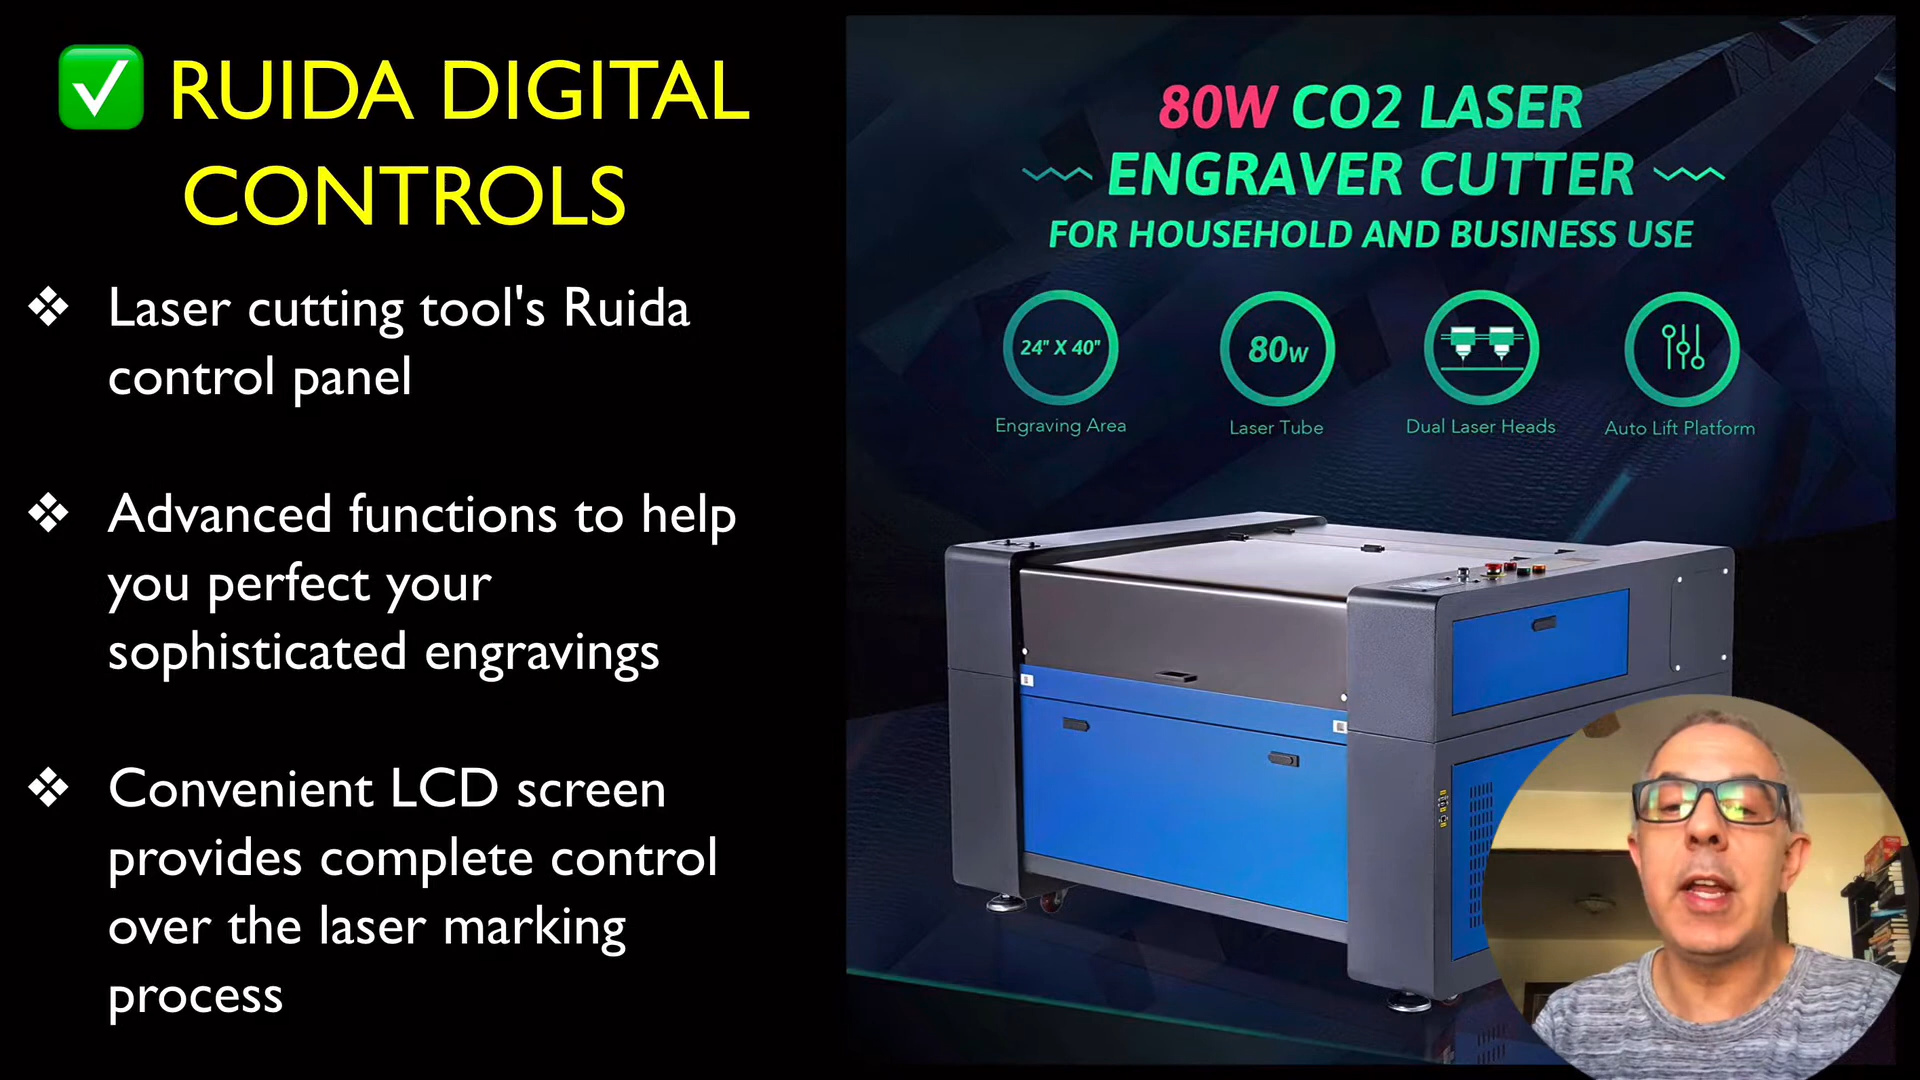 ✅ RUIDA DIGITAL
CONTROLS
❖ Laser cutting tool's Ruida
control panel
❖ Advanced functions to help
you perfect your
sophisticated engravings
❖ Convenient LCD screen
provides complete control
over the laser marking
process
80W CO2 LASER
ENGRAVER CUTTER
FOR HOUSEHOLD AND BUSINESS USE
24" X 40"
80W
Engraving Area
Laser Tube
Dual Laser Heads
Auto Lift Platform